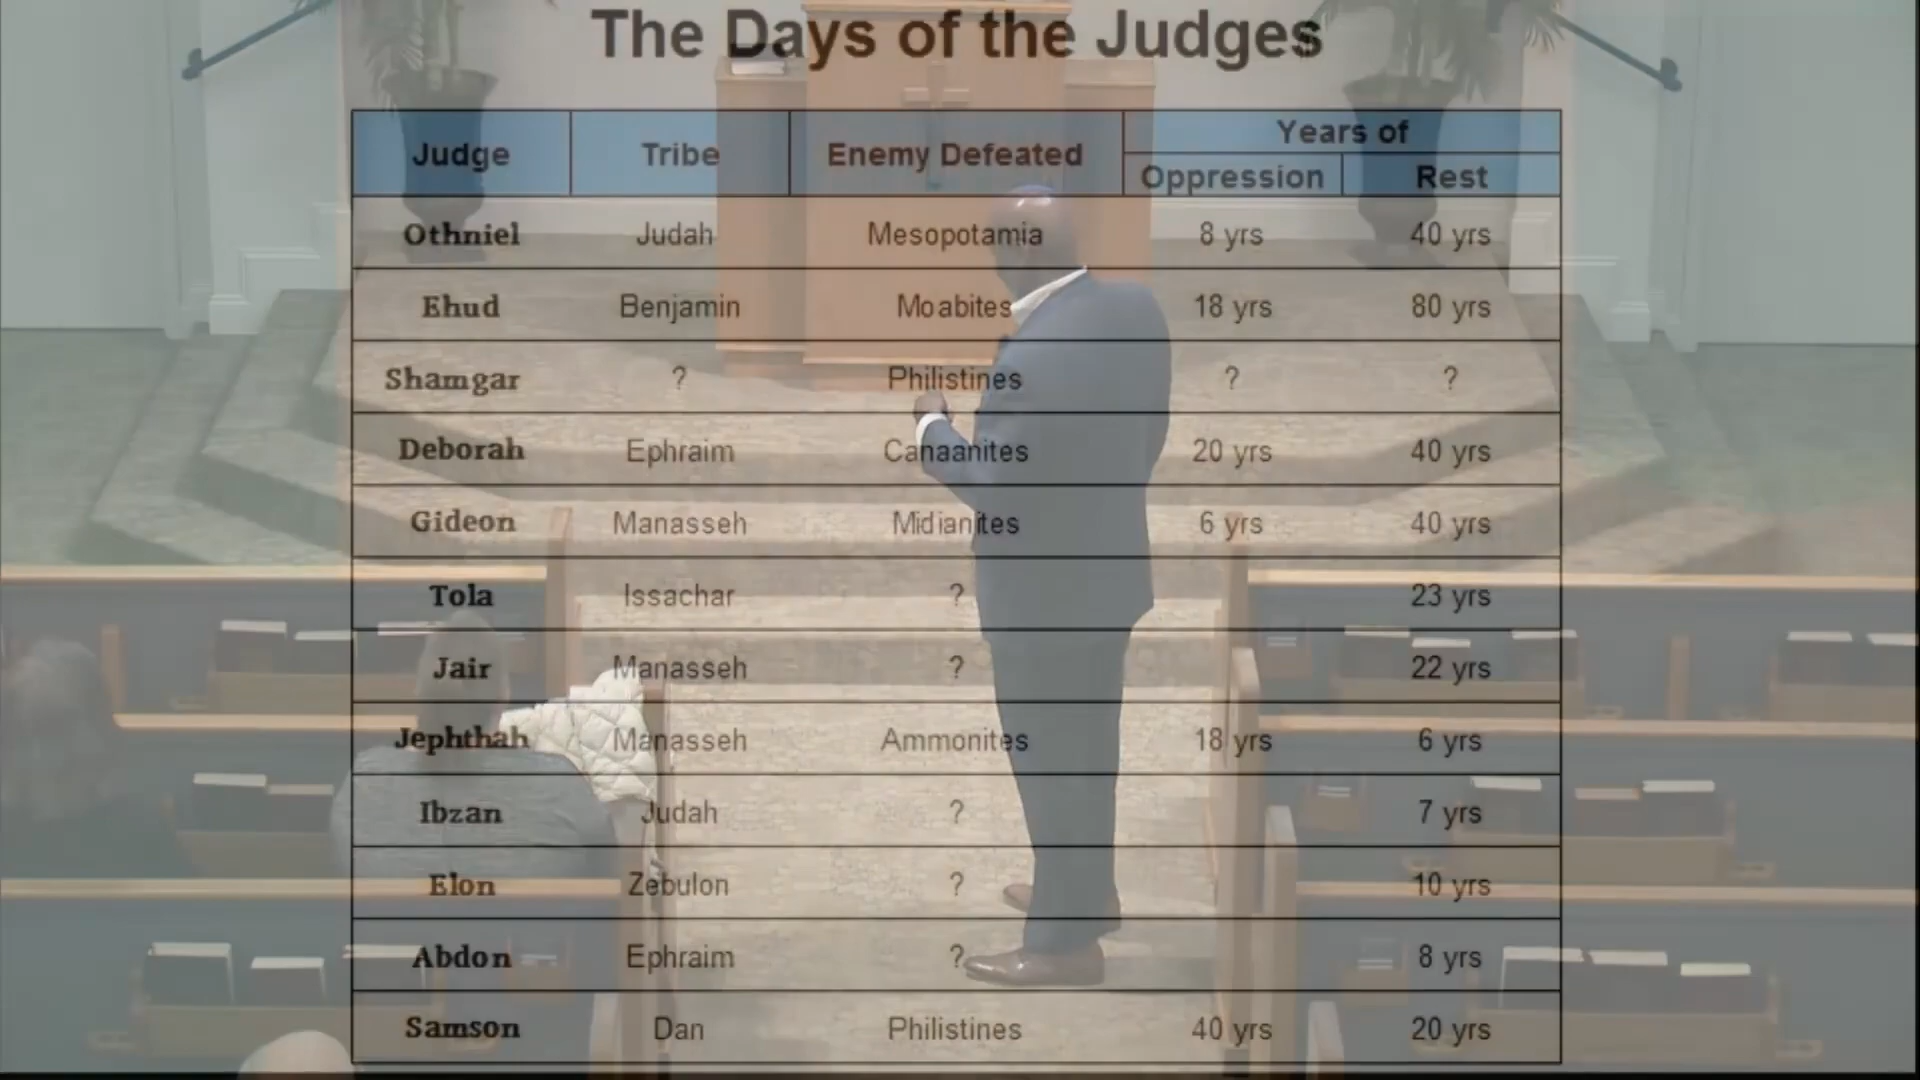 The Days of the Judges
Judge Tribe Enemy Defeated Years of
Oppression Rest
Othniel Judah Mesopotamia 8 yrs 40 yrs
Ehud Benjamin Moabites 18 yrs 80 yrs
Shamgar ? Philistines ? ?
Deborah Ephraim Canaanites 20 yrs 40 yrs
Gideon Manasseh Midianites 6 yrs 40 yrs
Tola Issachar ? 23 yrs
Jair Manasseh ? 22 yrs
Jephthah Manasseh Ammonites 18 yrs 6 yrs
Ibzan Judah ? 7 yrs
Elon Zebulon ? 10 yrs
Abdon Ephraim ? 8 yrs
Samson Dan Philistines 40 yrs 20 yrs